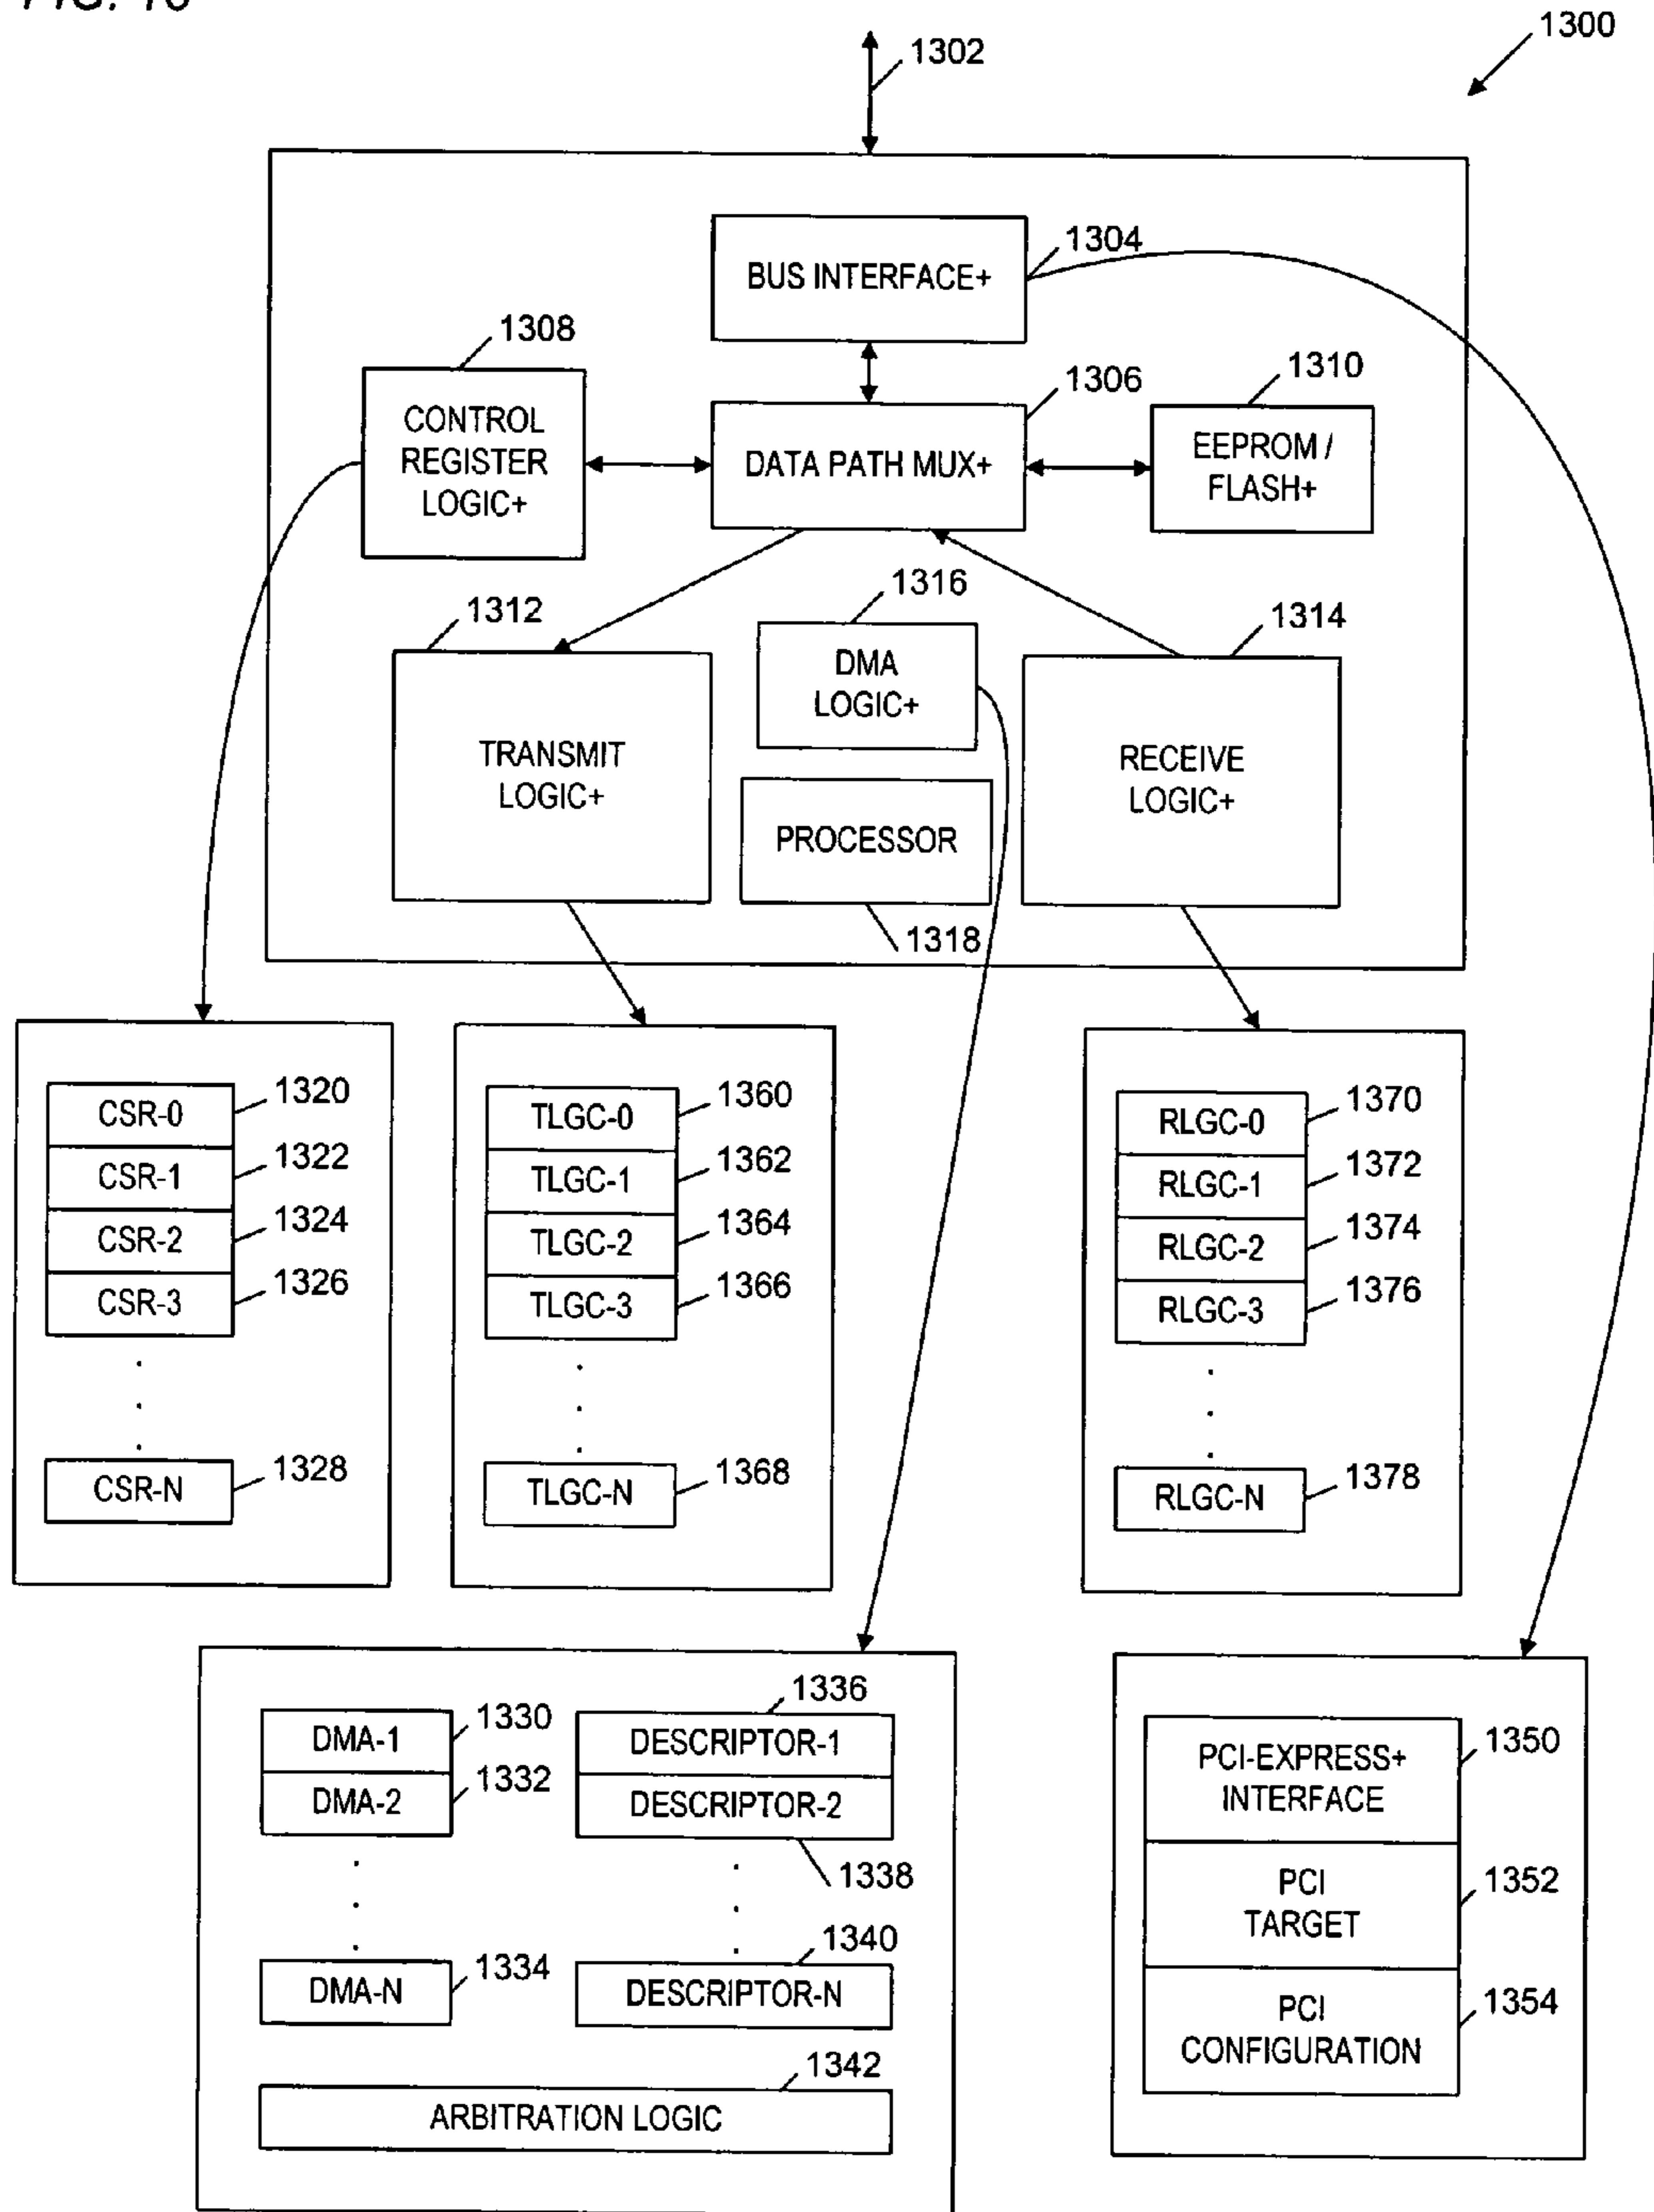 FIG.
1300
1302
1304
BUS INTERFACE+
1308
CONTROL
REGISTER
LOGIC+
1306
DATA PATH MUX+
1310
EEPROM /
FLASH+
1312
TRANSMIT
LOGIC+
1316
DMA
LOGIC+
1314
RECEIVE
LOGIC+
PROCESSOR
1318
CSR-0
1320
CSR-1
1322
CSR-2
1324
CSR-3
1326
. . .
CSR-N
1328
TLGC-0
1360
TLGC-1
1362
TLGC-2
1364
TLGC-3
1366
. . .
TLGC-N
1368
RLGC-0
1370
RLGC-1
1372
RLGC-2
1374
RLGC-3
1376
. . .
RLGC-N
1378
DMA-1
1330
DMA-2
1332
. . .
DMA-N
1334
1336
DESCRIPTOR-1
DESCRIPTOR-2
1338
. . .
1340
DESCRIPTOR-N
1342
ARBITRATION LOGIC
PCI-EXPRESS+
INTERFACE
1350
PCI
TARGET
1352
PCI
CONFIGURATION
1354